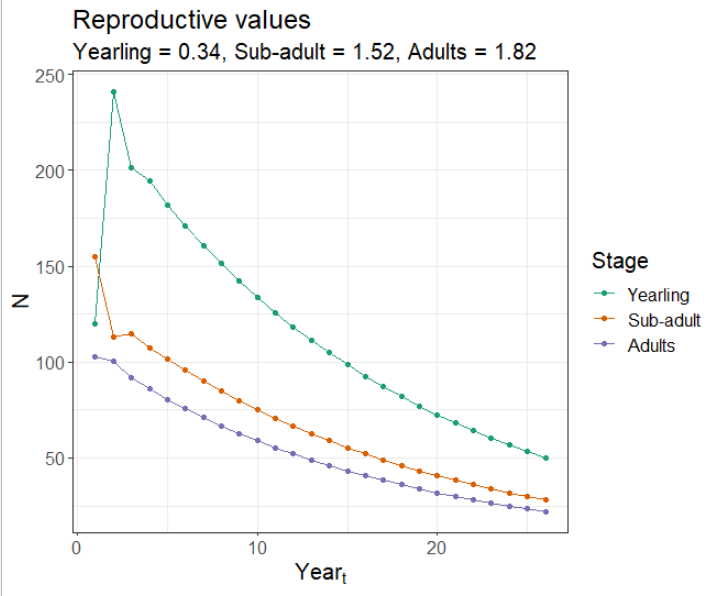 Reproductive values
Yearling = 0.34, Sub-adult = 1.52, Adults = 1.82
250
200
150
100
50
N
0
10
20
Yearₜ
Stage
Yearling
Sub-adult
Adults